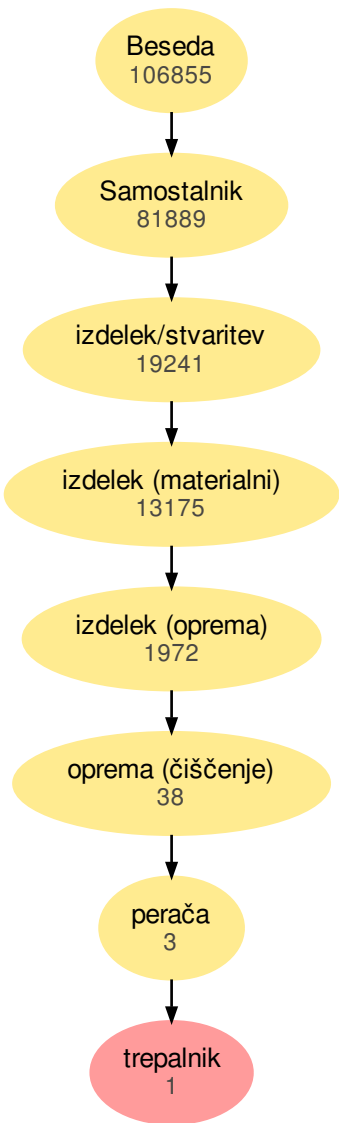 Beseda
106855
Samostalnik
81889
izdelek/stvaritev
19241
izdelek (materialni)
13175
izdelek (oprema)
1972
oprema (čiščenje)
38
perača
3
trepalnik
1